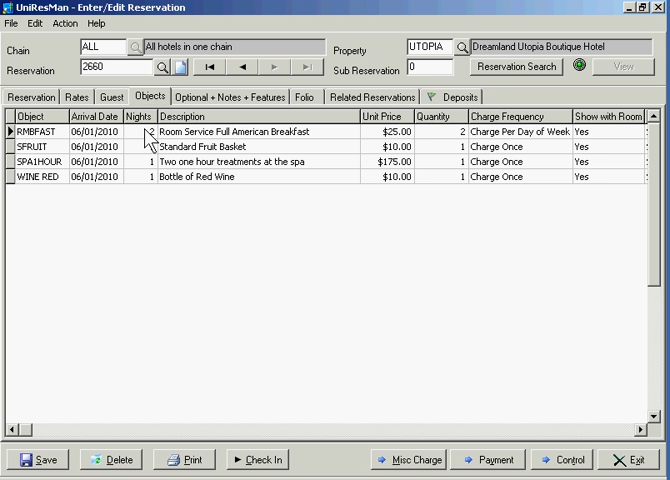 UniResMan - Enter/Edit Reservation
File Edit Action Help
Chain ALL All hotels in one chain Property UTOPIA Dreamland Utopia Boutique Hotel
Reservation 2660 Sub Reservation 0 Reservation Search View
Reservation Rates Guest Objects Optional + Notes + Features Folio Related Reservations Deposits
Object Arrival Date Nights Description Unit Price Quantity Charge Frequency Show with Room
RMBFAST 06/01/2010 2 Room Service Full American Breakfast $25.00 2 Charge Per Day of Week Yes
SFRUIT 06/01/2010 Standard Fruit Basket $10.00 1 Charge Once Yes
SPA1HOUR 06/01/2010 1 Two one hour treatments at the spa $175.00 1 Charge Once Yes
WINE RED 06/01/2010 1 Bottle of Red Wine $10.00 1 Charge Once Yes
Save Delete Print Check In Misc Charge Payment Control Exit